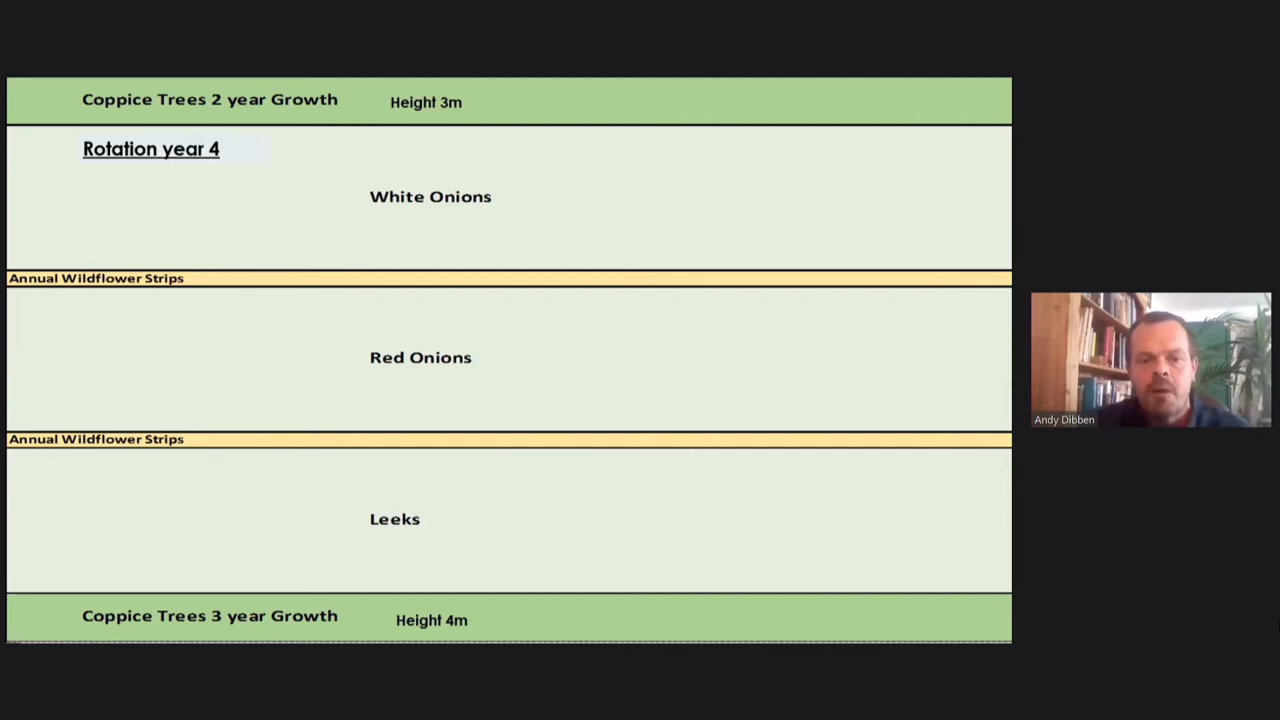 Coppice Trees 2 year Growth Height 3m
Rotation year 4
White Onions
Annual Wildflower Strips
Red Onions
Annual Wildflower Strips
Leeks
Coppice Trees 3 year Growth Height 4m
Andy Dibben